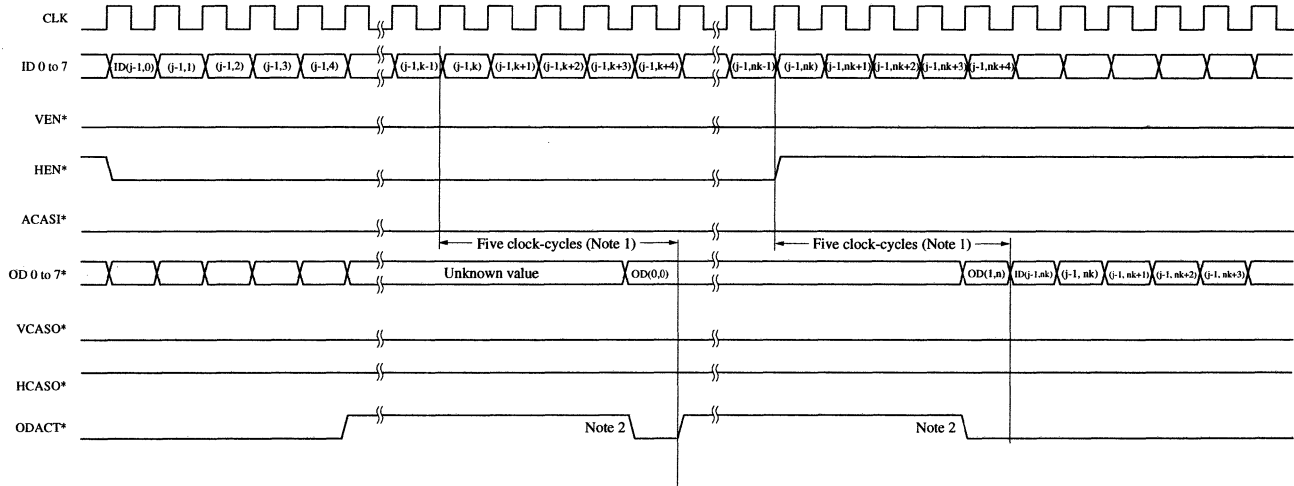 CLK
ID 0 to 7 ID(j-1,0) (j-1,1) (j-1,2) (j-1,3) (j-1,4) (j-1,k-1) (j-1,k) (j-1,k+1) (j-1,k+2) (j-1,k+3) (j-1,k+4) (j-1,nk-1) (j-1,nk) (j-1,nk+1) (j-1,nk+2) (j-1,nk+3) (j-1,nk+4)
VEN*
HEN*
ACASI*
Five clock-cycles (Note 1) Five clock-cycles (Note 1)
OD 0 to 7* Unknown value OD(0,0) OD(1,n) ID(j-1,nk) (j-1, nk) (j-1, nk+1) (j-1, nk+2) (j-1, nk+3)
VCASO*
HCASO*
ODACT* Note 2 Note 2